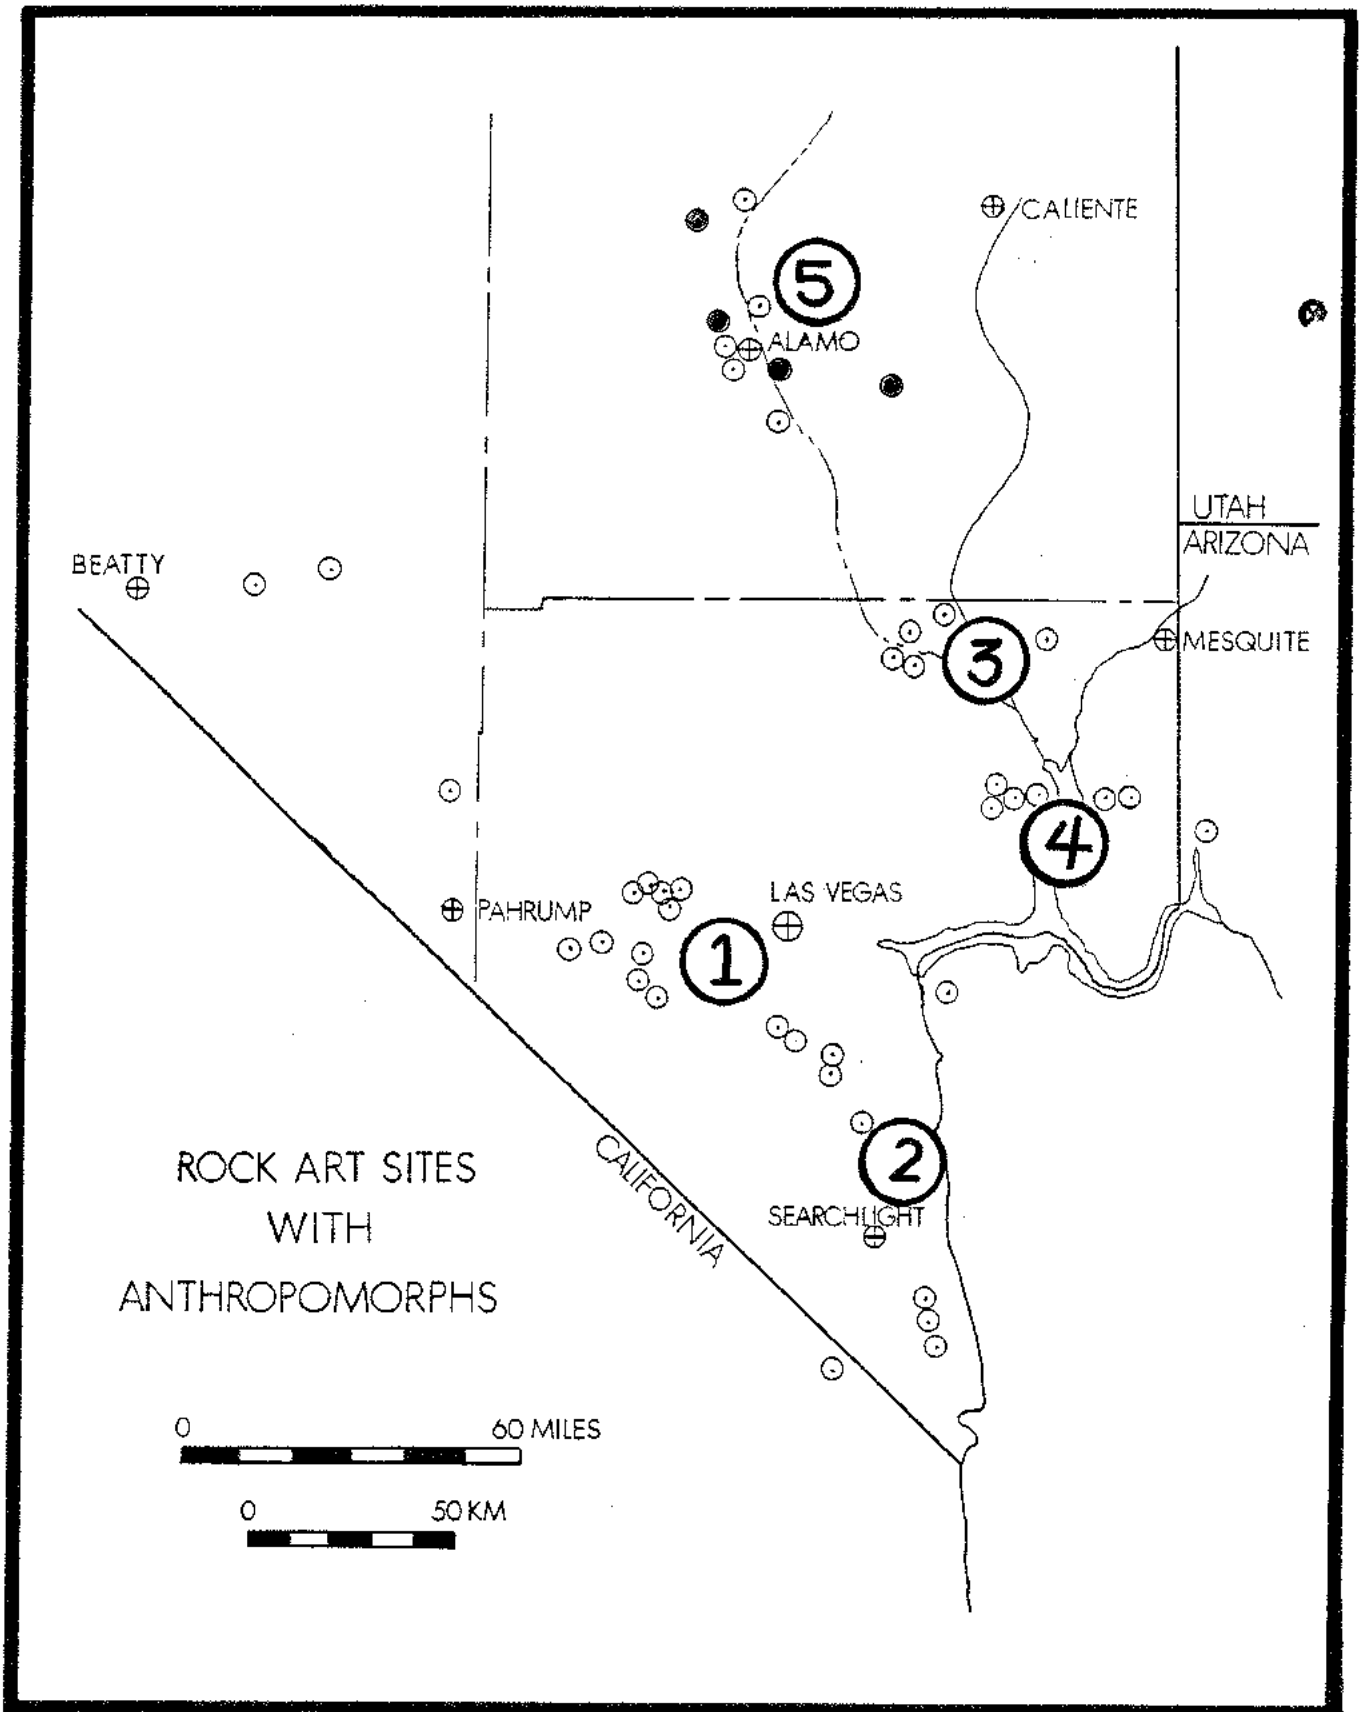 CALIENTE
5
ALAMO
UTAH
ARIZONA
BEATTY
3
MESQUITE
4
LAS VEGAS
PAHRUMP
1
ROCK ART SITES
WITH
ANTHROPOMORPHS
CALIFORNIA
2
SEARCHLIGHT
0 60 MILES
0 50 KM